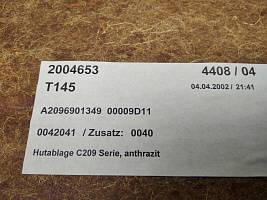 2004653 4408 / 04
T145 04.04.2002 / 21:41
A2096901349 00009D11
0042041 / Zusatz: 0040
Hutablage C209 Serie, anthrazit